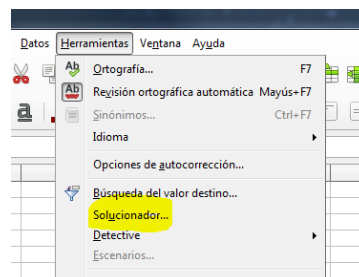 Datos Herramientas Ventana Ayuda
Ortografía... F7
Revisión ortográfica automática Mayús+F7
Sinónimos... Ctrl+F7
Idioma
Opciones de autocorrección...
Búsqueda del valor destino...
Solucionador...
Detective
Escenarios...